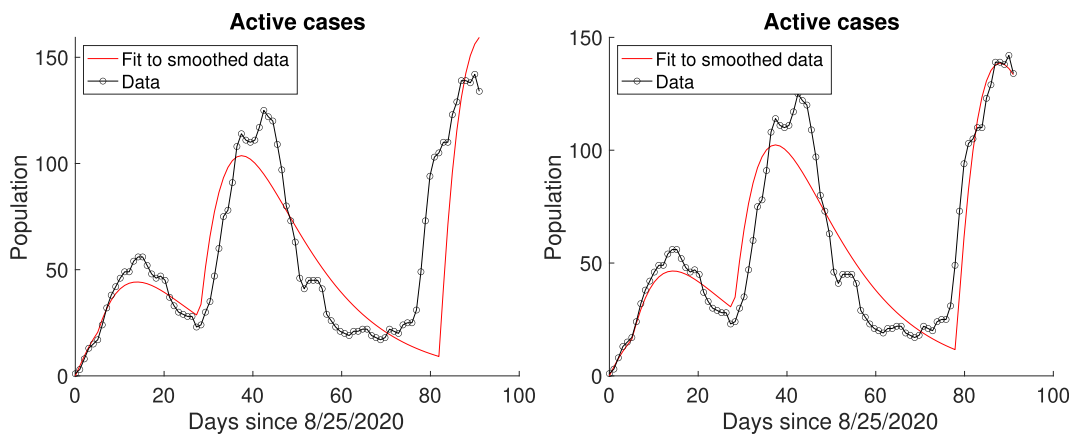 Active cases
150
100
50
0
Population
Fit to smoothed data
Data
0 20 40 60 80 100
Days since 8/25/2020
Active cases
150
100
50
0
Population
Fit to smoothed data
Data
0 20 40 60 80 100
Days since 8/25/2020